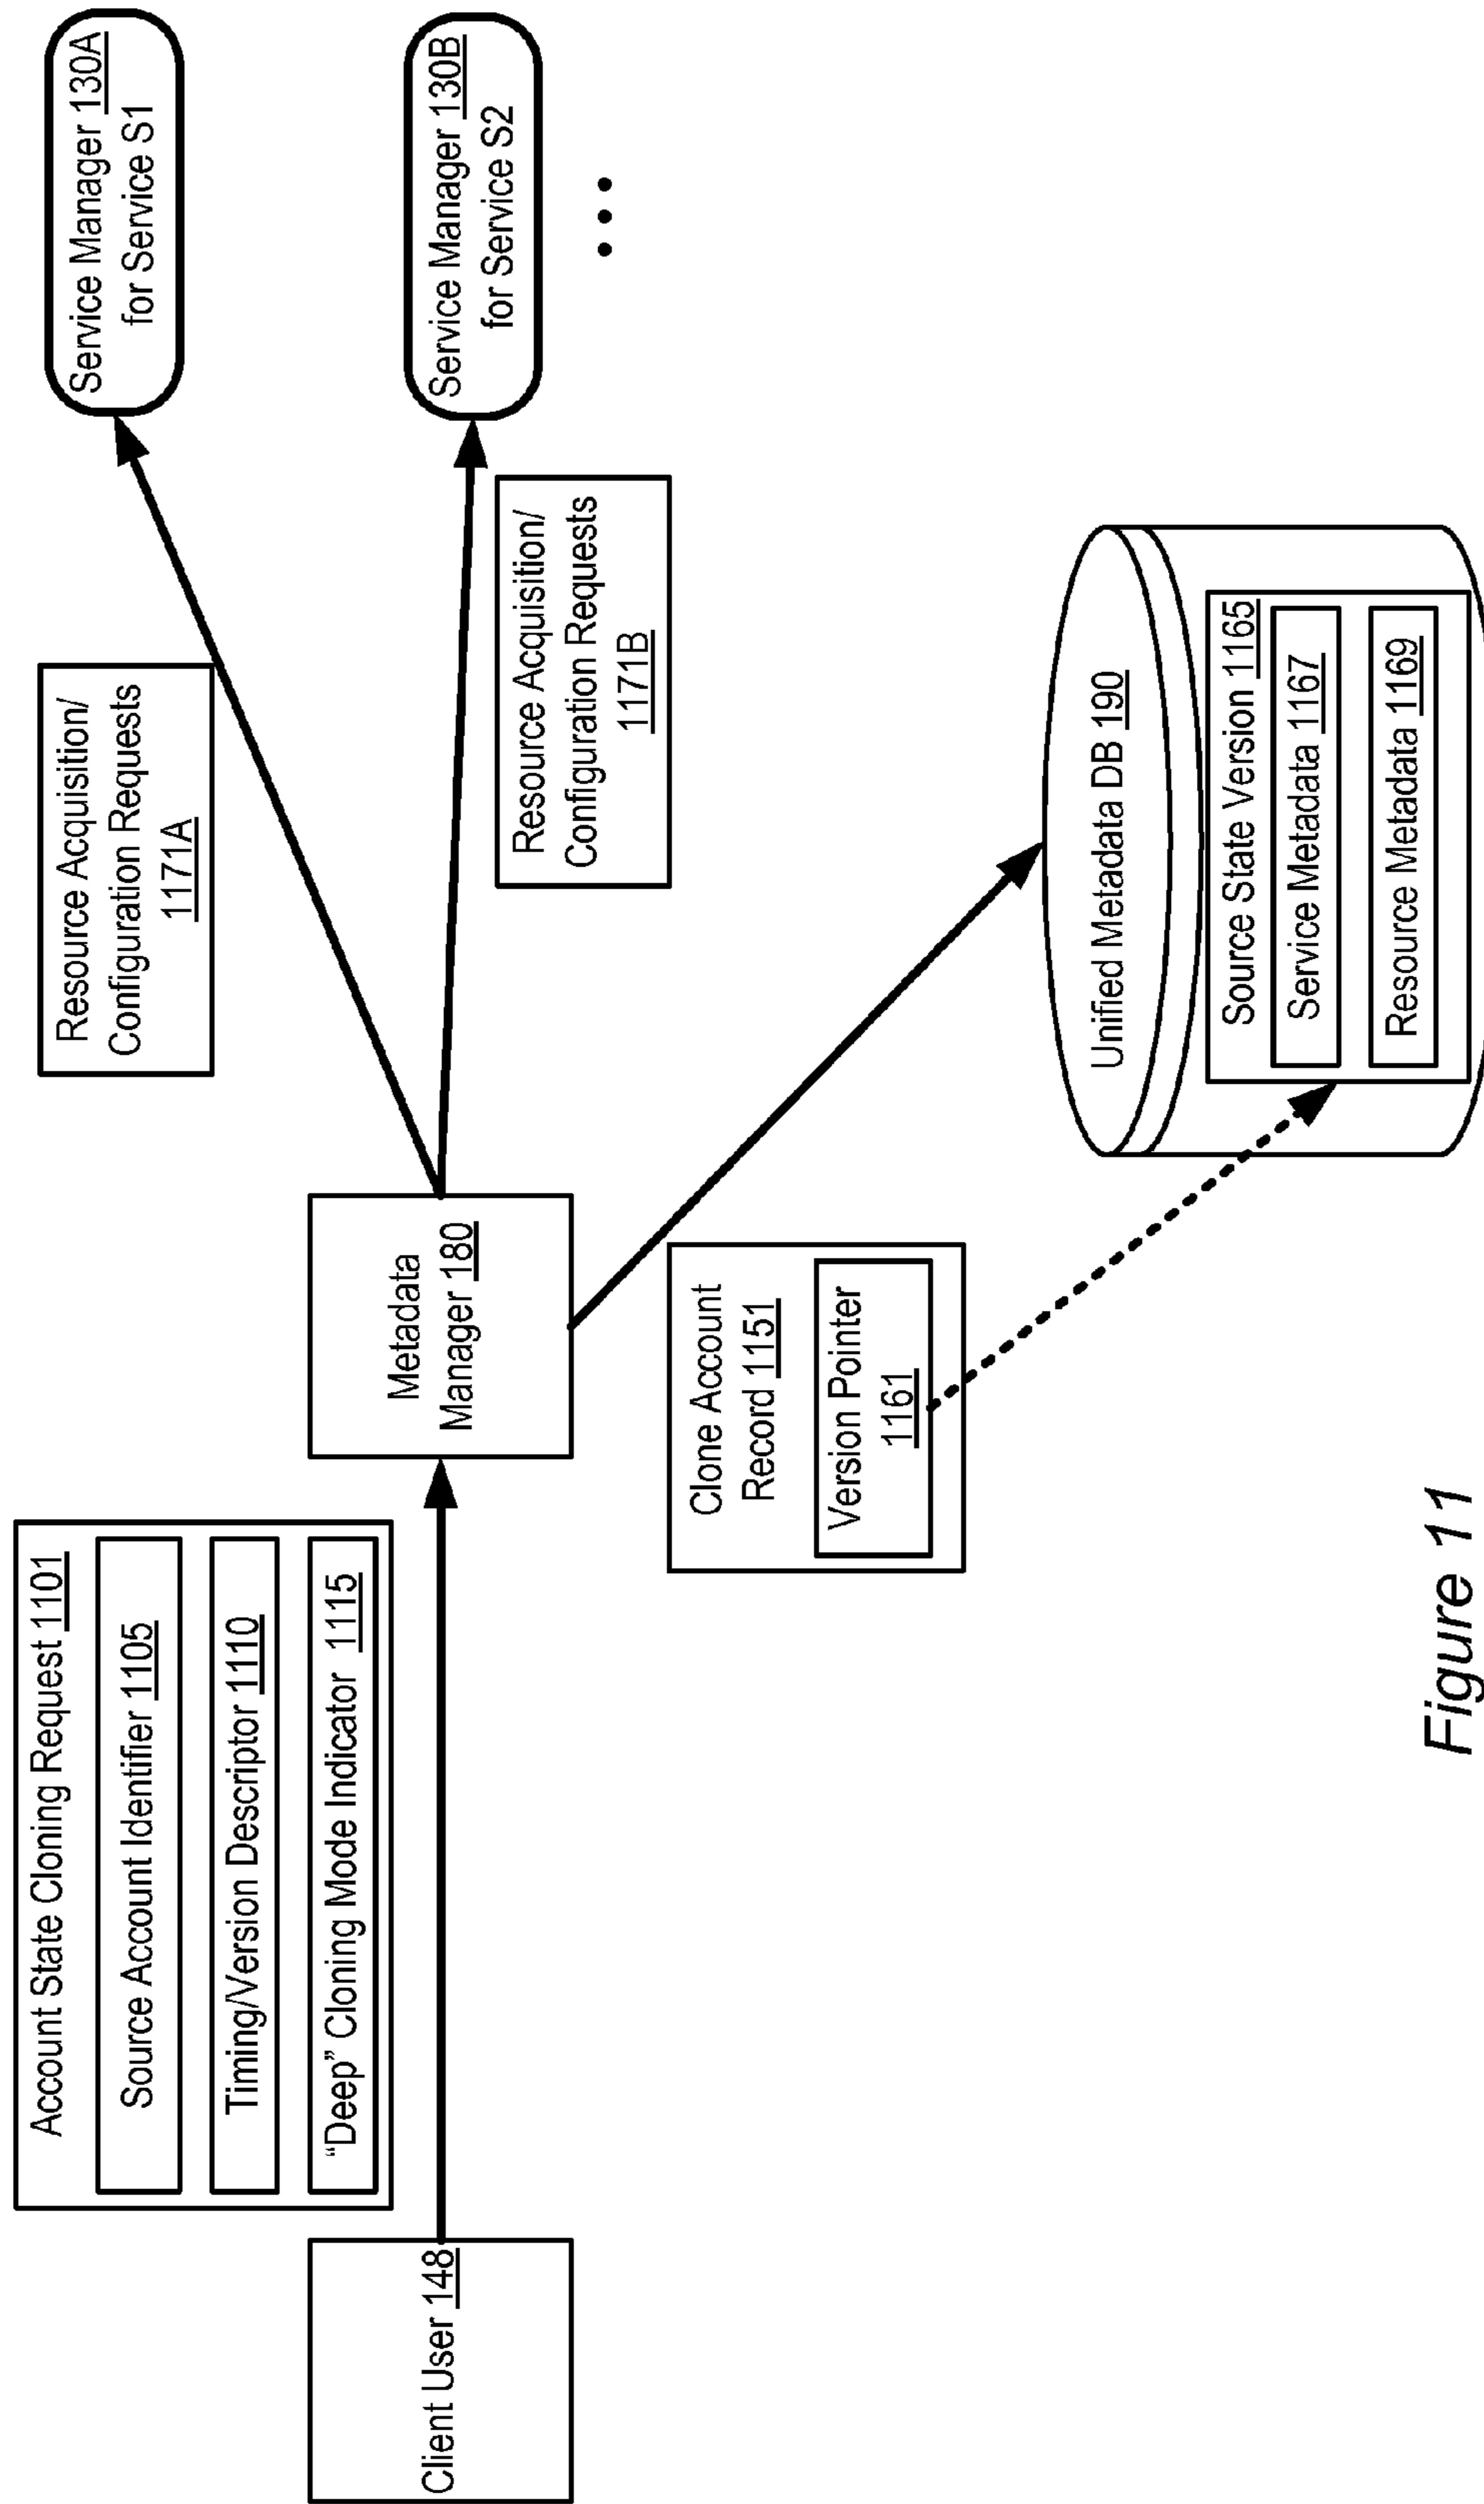 Account State Cloning Request 1101
Source Account Identifier 1105
Timing/Version Descriptor 1110
“Deep” Cloning Mode Indicator 1115
Client User 148
Metadata
Manager 180
Resource Acquisition/
Configuration Requests
1171A
Service Manager 130A
for Service S1
Resource Acquisition/
Configuration Requests
1171B
Service Manager 130B
for Service S2
Clone Account
Record 1151
Version Pointer
1161
Unified Metadata DB 190
Source State Version 1165
Service Metadata 1167
Resource Metadata 1169
Figure 11